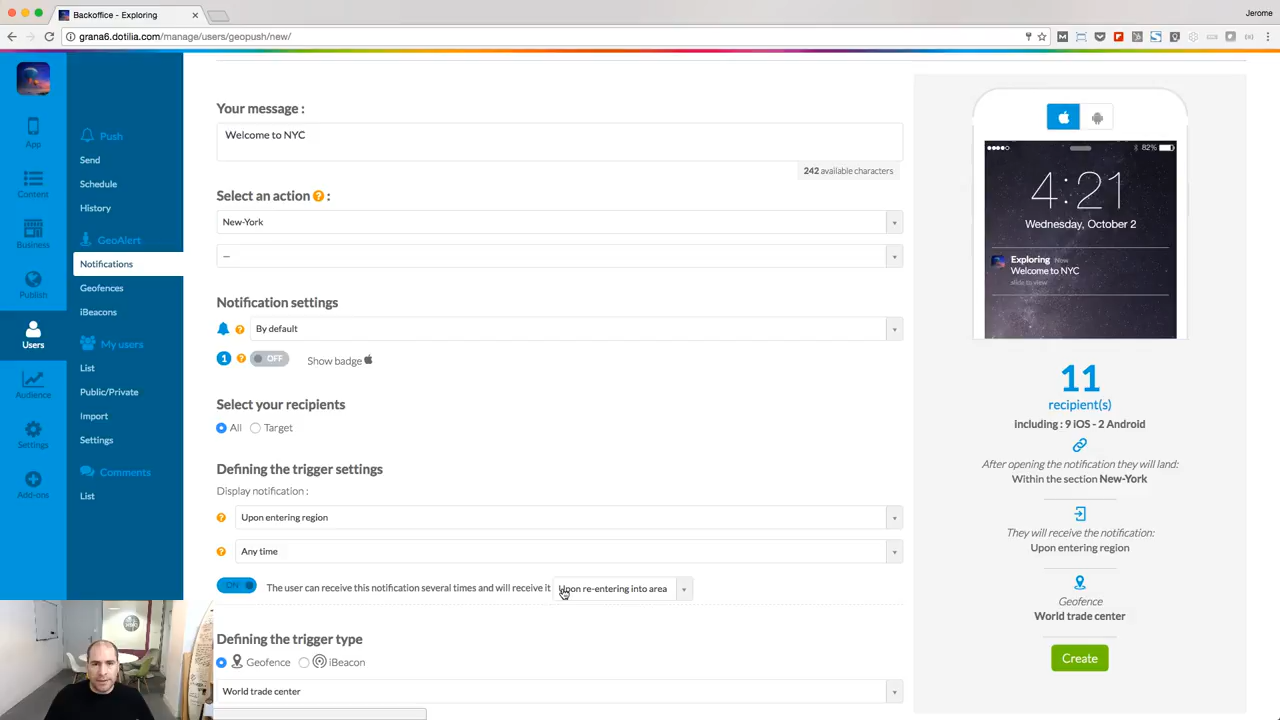 Backoffice - Exploring
Jerome
grana6.dotilia.com/manage/users/geopush/new/
App
Content
Business
Publish
Users
Audience
Settings
Add-ons
Push
Send
Schedule
History
GeoAlert
Notifications
Geofences
iBeacons
My users
List
Public/Private
Import
Settings
Comments
List
Your message :
Welcome to NYC
242 available characters
Select an action ? :
New-York
—
Notification settings
? By default
1 ? OFF Show badge
Select your recipients
All Target
Defining the trigger settings
Display notification :
? Upon entering region
? Any time
ON The user can receive this notification several times and will receive it Upon re-entering into area
Defining the trigger type
Geofence iBeacon
World trade center
82%
4:21
Wednesday, October 2
Exploring Now
Welcome to NYC
slide to view
11
recipient(s)
including : 9 iOS - 2 Android
After opening the notification they will land:
Within the section New-York
They will receive the notification:
Upon entering region
Geofence
World trade center
Create